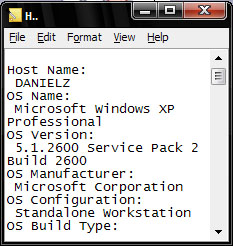 H..
File Edit Format View Help
Host Name:
DANIELZ
OS Name:
Microsoft Windows XP
Professional
OS Version:
5.1.2600 Service Pack 2
Build 2600
OS Manufacturer:
Microsoft Corporation
OS Configuration:
Standalone Workstation
OS Build Type: